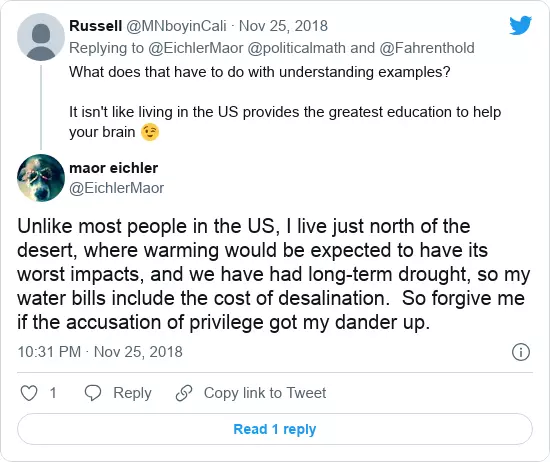 Russell @MNboyinCali · Nov 25, 2018
Replying to @EichlerMaor @politicalmath and @Fahrenthold
What does that have to do with understanding examples?
It isn't like living in the US provides the greatest education to help
your brain 😉
maor eichler
@EichlerMaor
Unlike most people in the US, I live just north of the
desert, where warming would be expected to have its
worst impacts, and we have had long-term drought, so my
water bills include the cost of desalination.  So forgive me
if the accusation of privilege got my dander up.
10:31 PM · Nov 25, 2018
1 Reply Copy link to Tweet
Read 1 reply